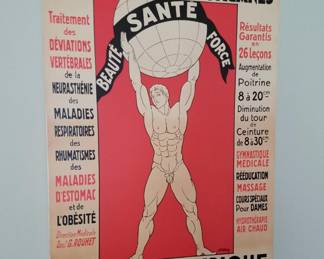 BEAUTÉ
SANTÉ
FORCE
Traitement
des
DÉVIATIONS
VERTÉBRALES
de la
NEURASTHÉNIE
des
MALADIES
RESPIRATOIRES
des
RHUMATISMES
des
MALADIES
D'ESTOMAC
et de
L'OBÉSITÉ
Direction Médicale
Résultats
Garantis
en
26 Leçons
Augmentation
de
Poitrine
8 à 20
Diminution
du tour
de
Ceinture
de 8 à 30
GYMNASTIQUE
MÉDICALE
RÉÉDUCATION
MASSAGE
COURS SPÉCIAUX
POUR DAMES
HYDROTHÉRAPIE
AIR CHAUD